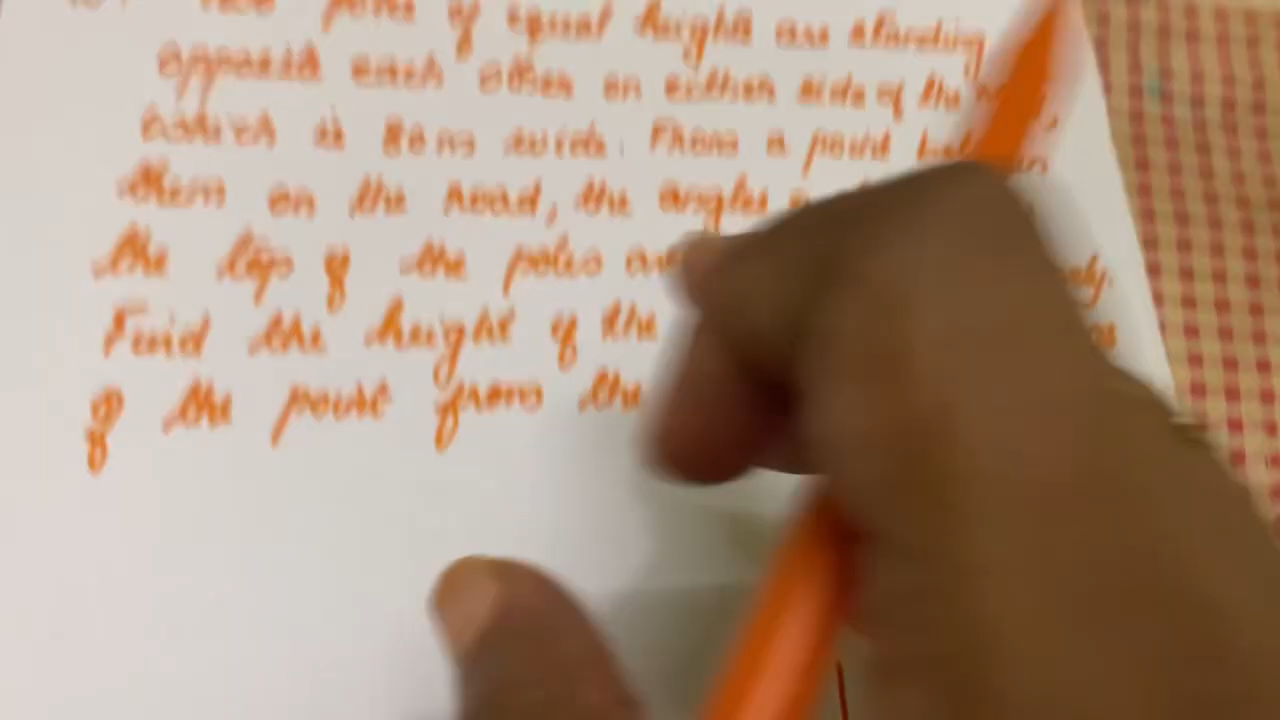 Two poles of equal heights are standing
opposite each other on either side of the
which is 80 m wide. From a point between
them on the road, the angles
the top of the poles are
Find the height of the
of the point from the